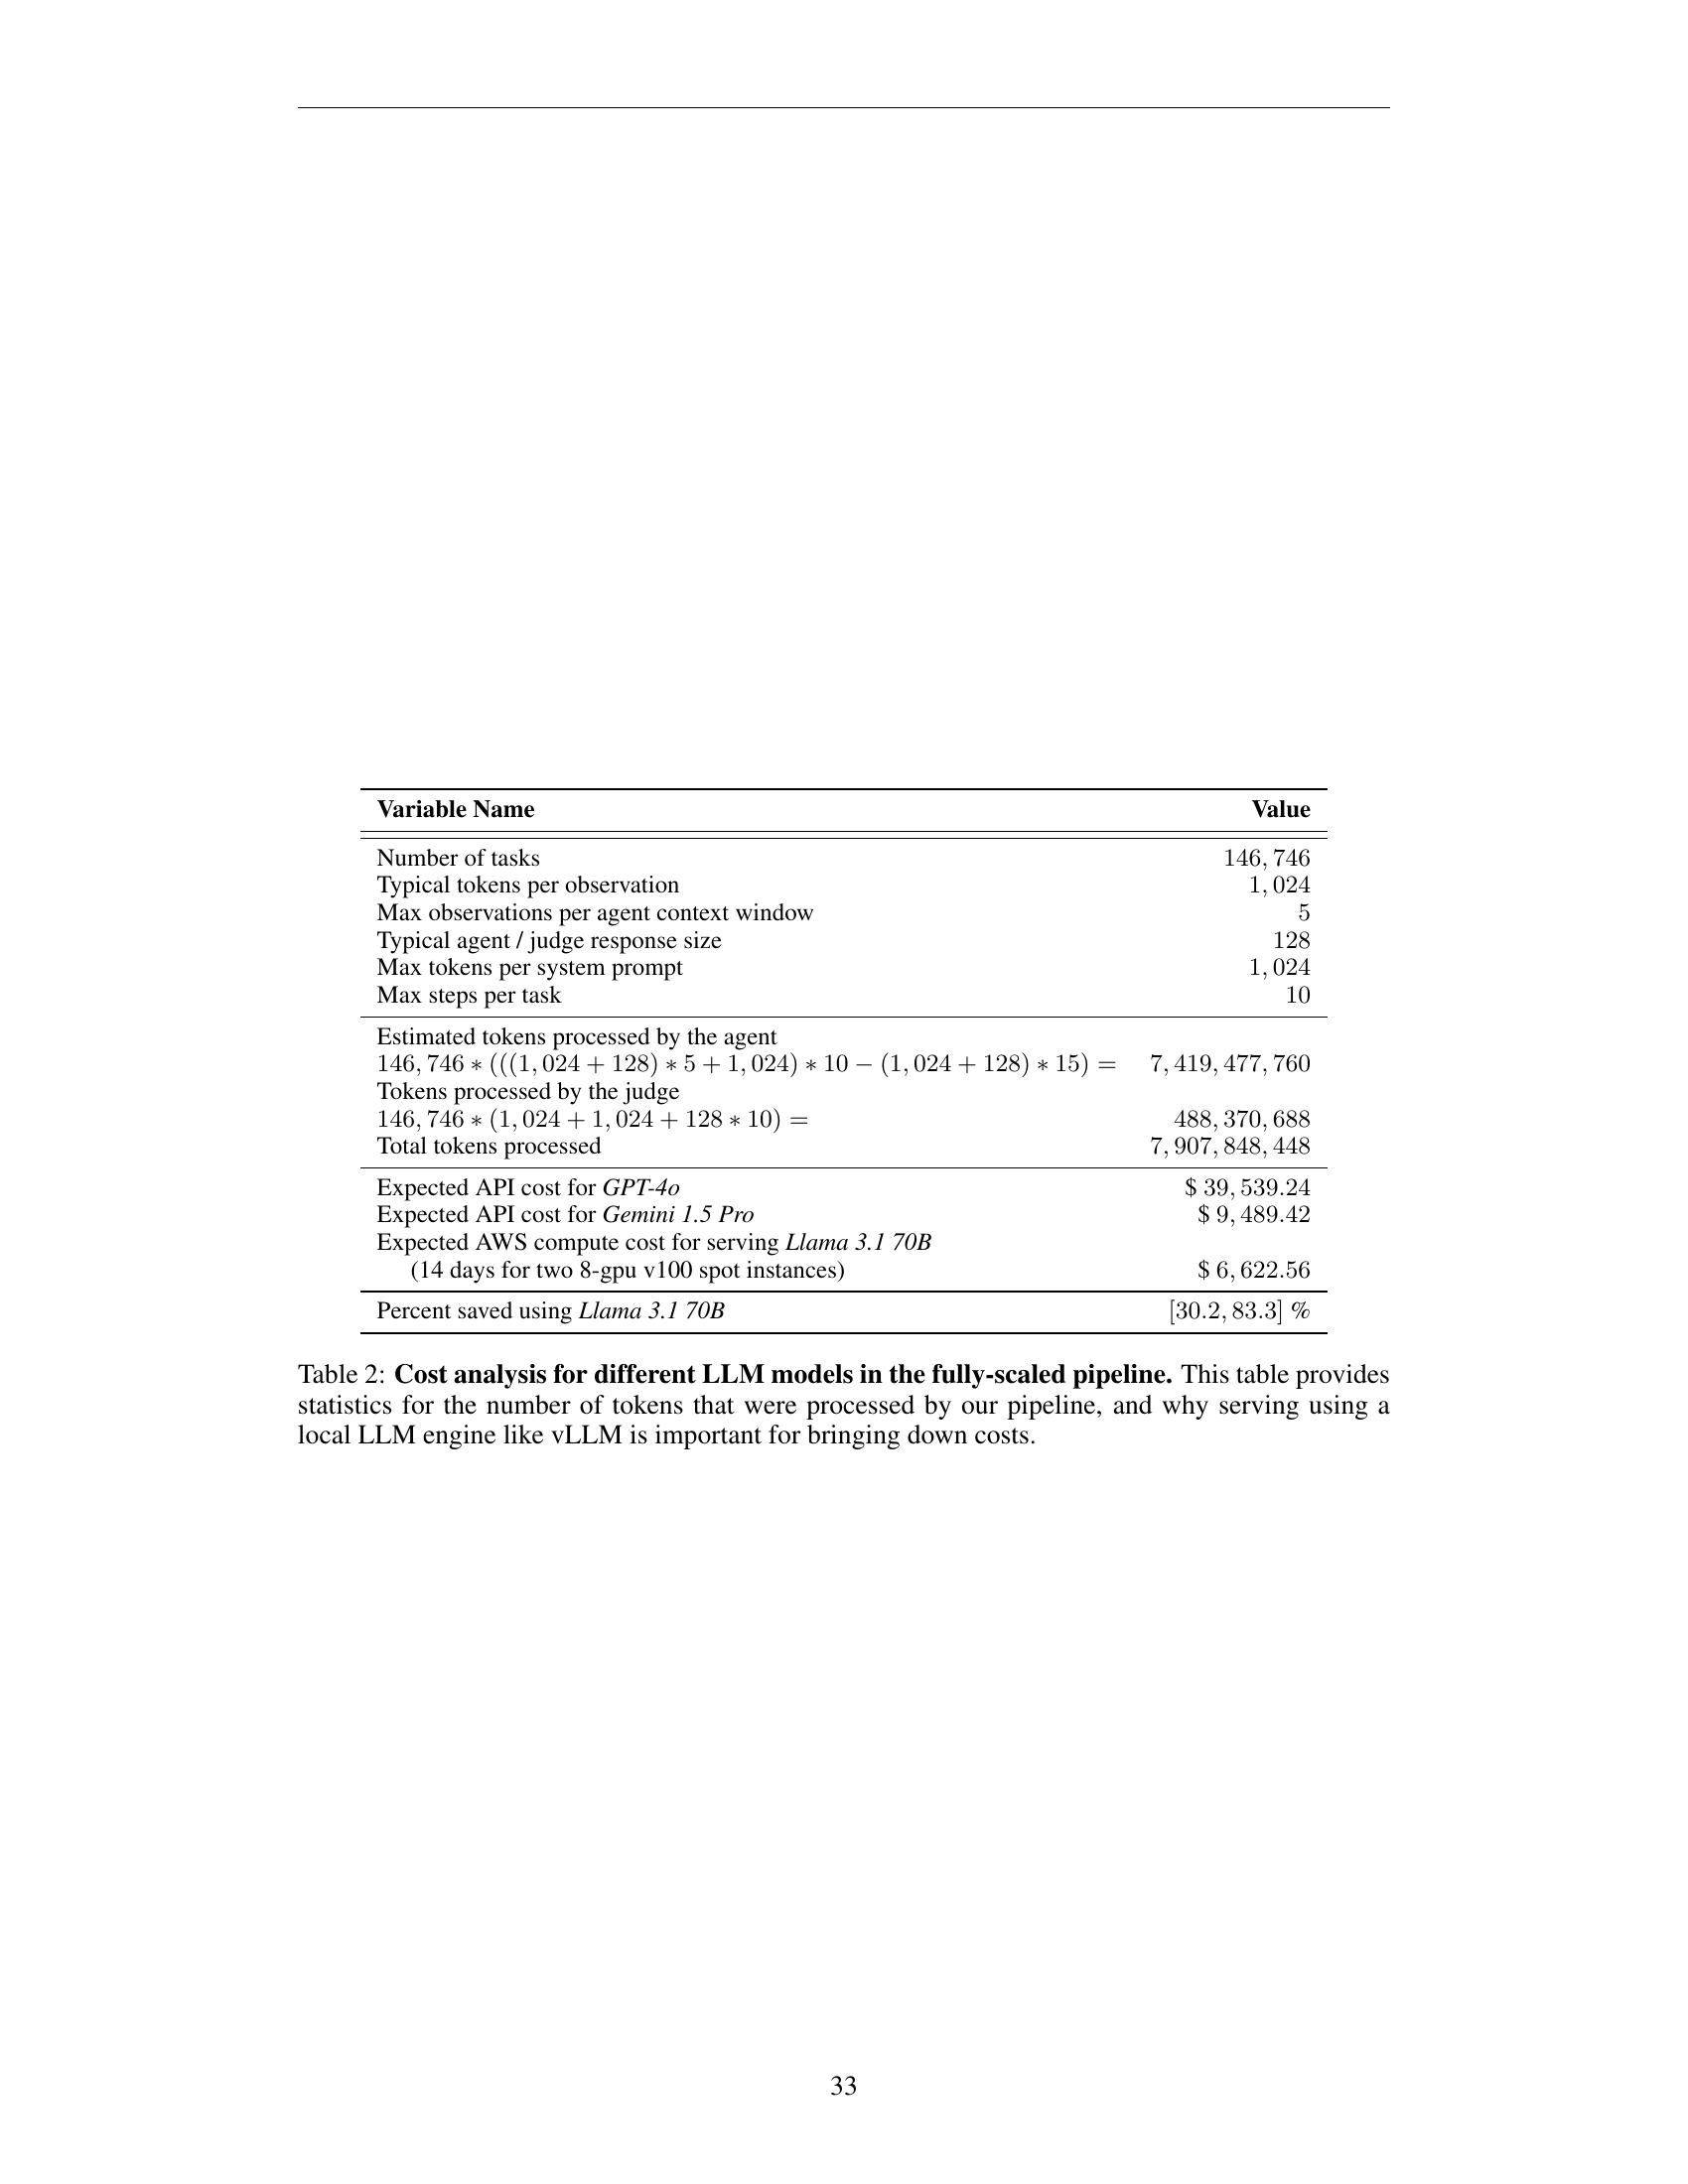 Variable Name Value
Number of tasks 146, 746
Typical tokens per observation 1, 024
Max observations per agent context window 5
Typical agent / judge response size 128
Max tokens per system prompt 1, 024
Max steps per task 10
Estimated tokens processed by the agent
146, 746 ∗ (((1, 024 + 128) ∗ 5 + 1, 024) ∗ 10 − (1, 024 + 128) ∗ 15) = 7, 419, 477, 760
Tokens processed by the judge
146, 746 ∗ (1, 024 + 1, 024 + 128 ∗ 10) = 488, 370, 688
Total tokens processed 7, 907, 848, 448
Expected API cost for GPT-4o $ 39, 539.24
Expected API cost for Gemini 1.5 Pro $ 9, 489.42
Expected AWS compute cost for serving Llama 3.1 70B
(14 days for two 8-gpu v100 spot instances) $ 6, 622.56
Percent saved using Llama 3.1 70B [30.2, 83.3] %
Table 2: Cost analysis for different LLM models in the fully-scaled pipeline. This table provides
statistics for the number of tokens that were processed by our pipeline, and why serving using a
local LLM engine like vLLM is important for bringing down costs.
33